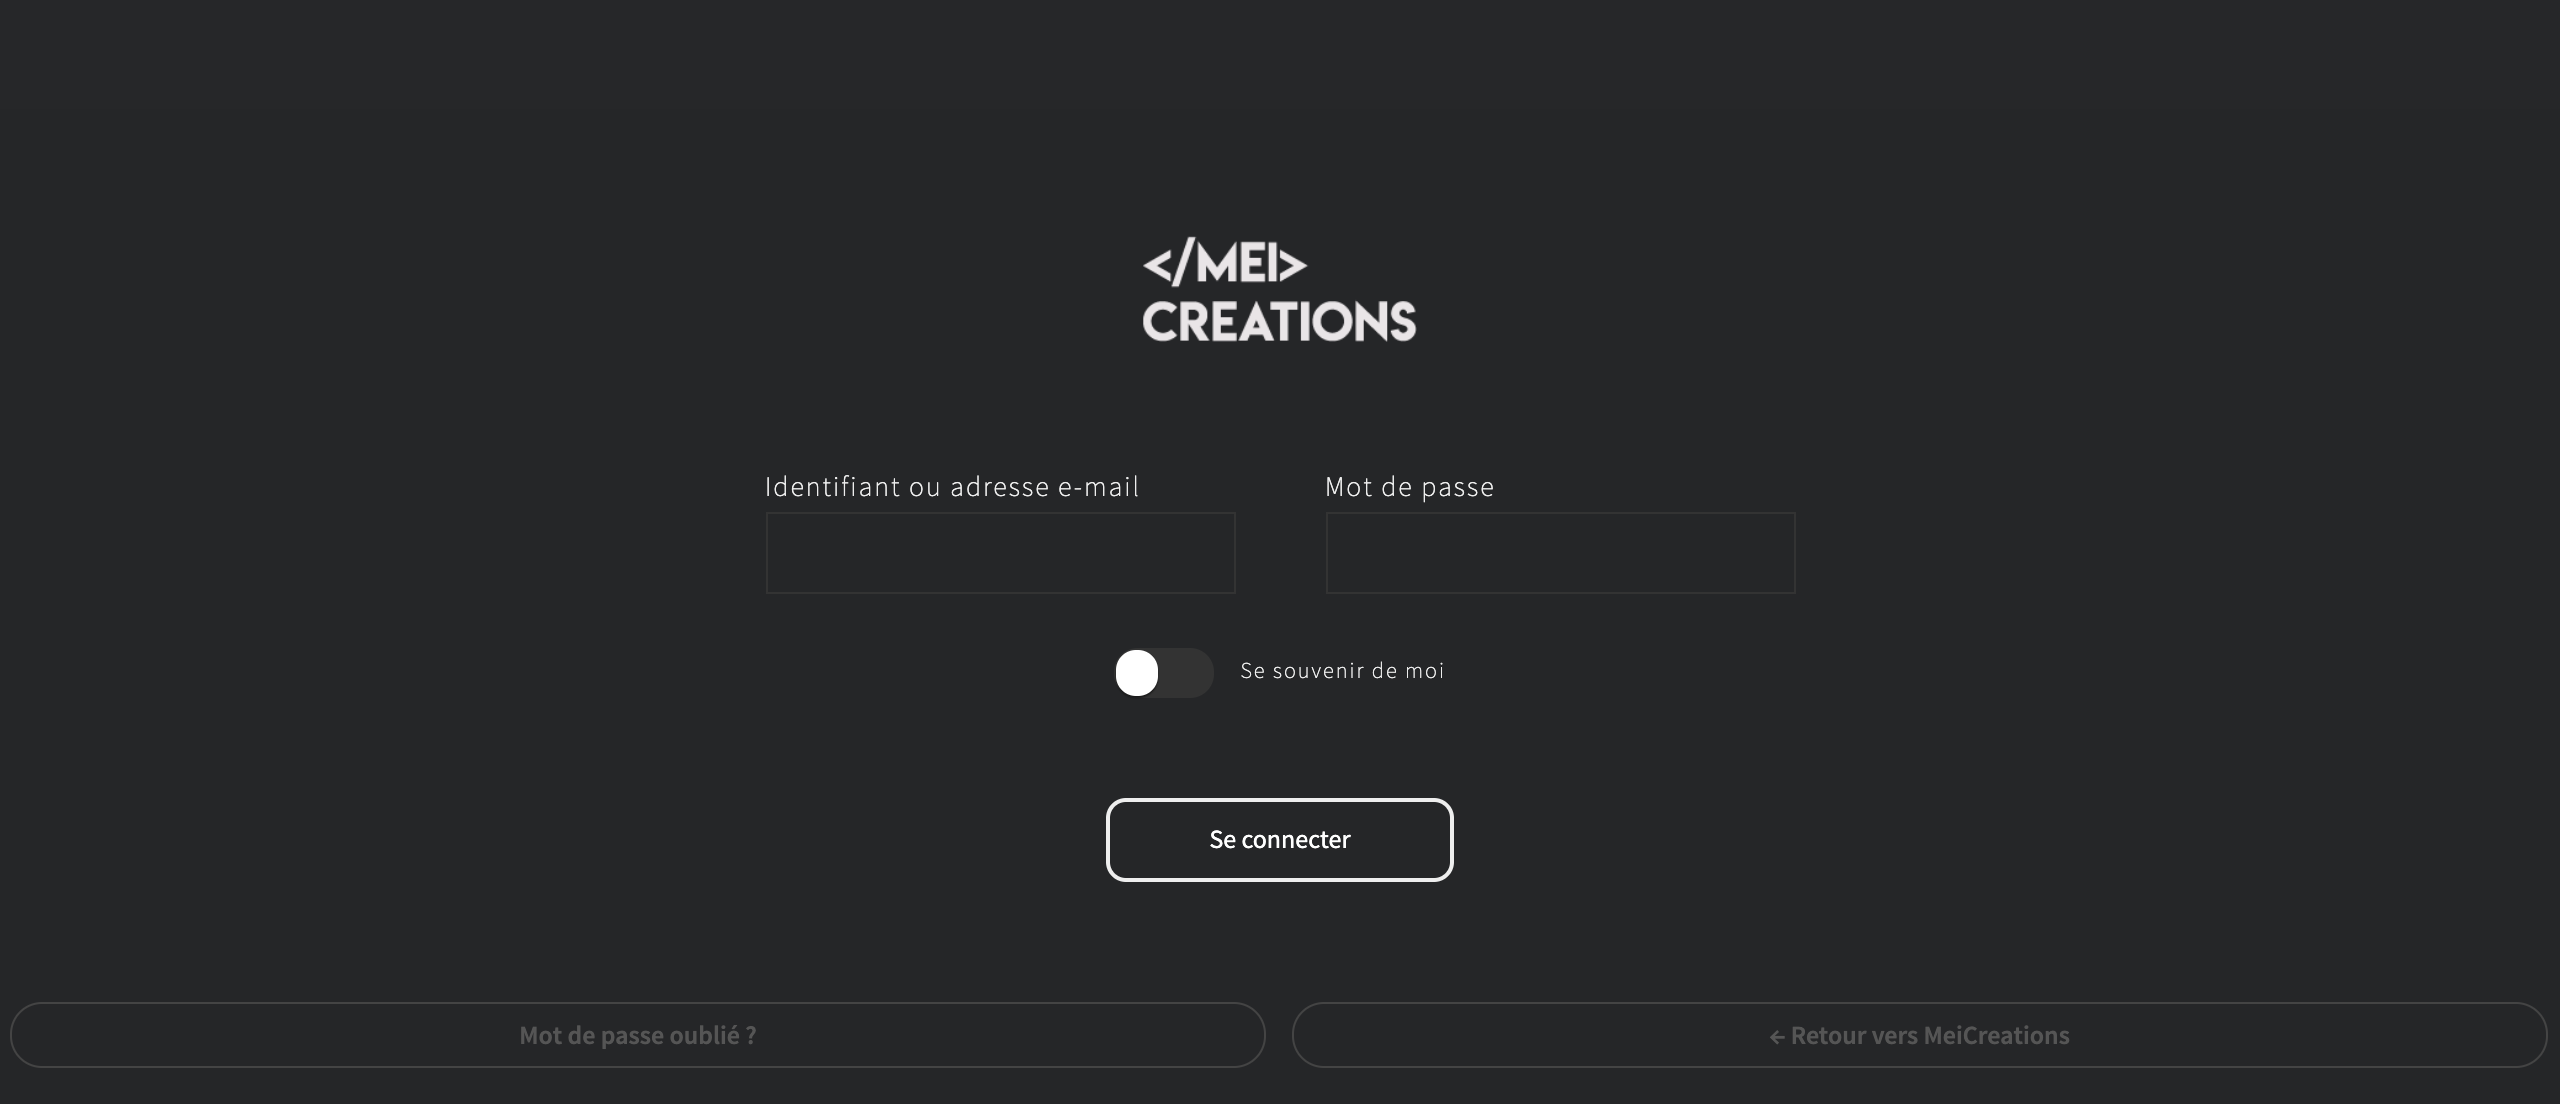 </MEI>
CREATIONS
Identifiant ou adresse e-mail
Mot de passe
Se souvenir de moi
Se connecter
Mot de passe oublié ?
← Retour vers MeiCreations